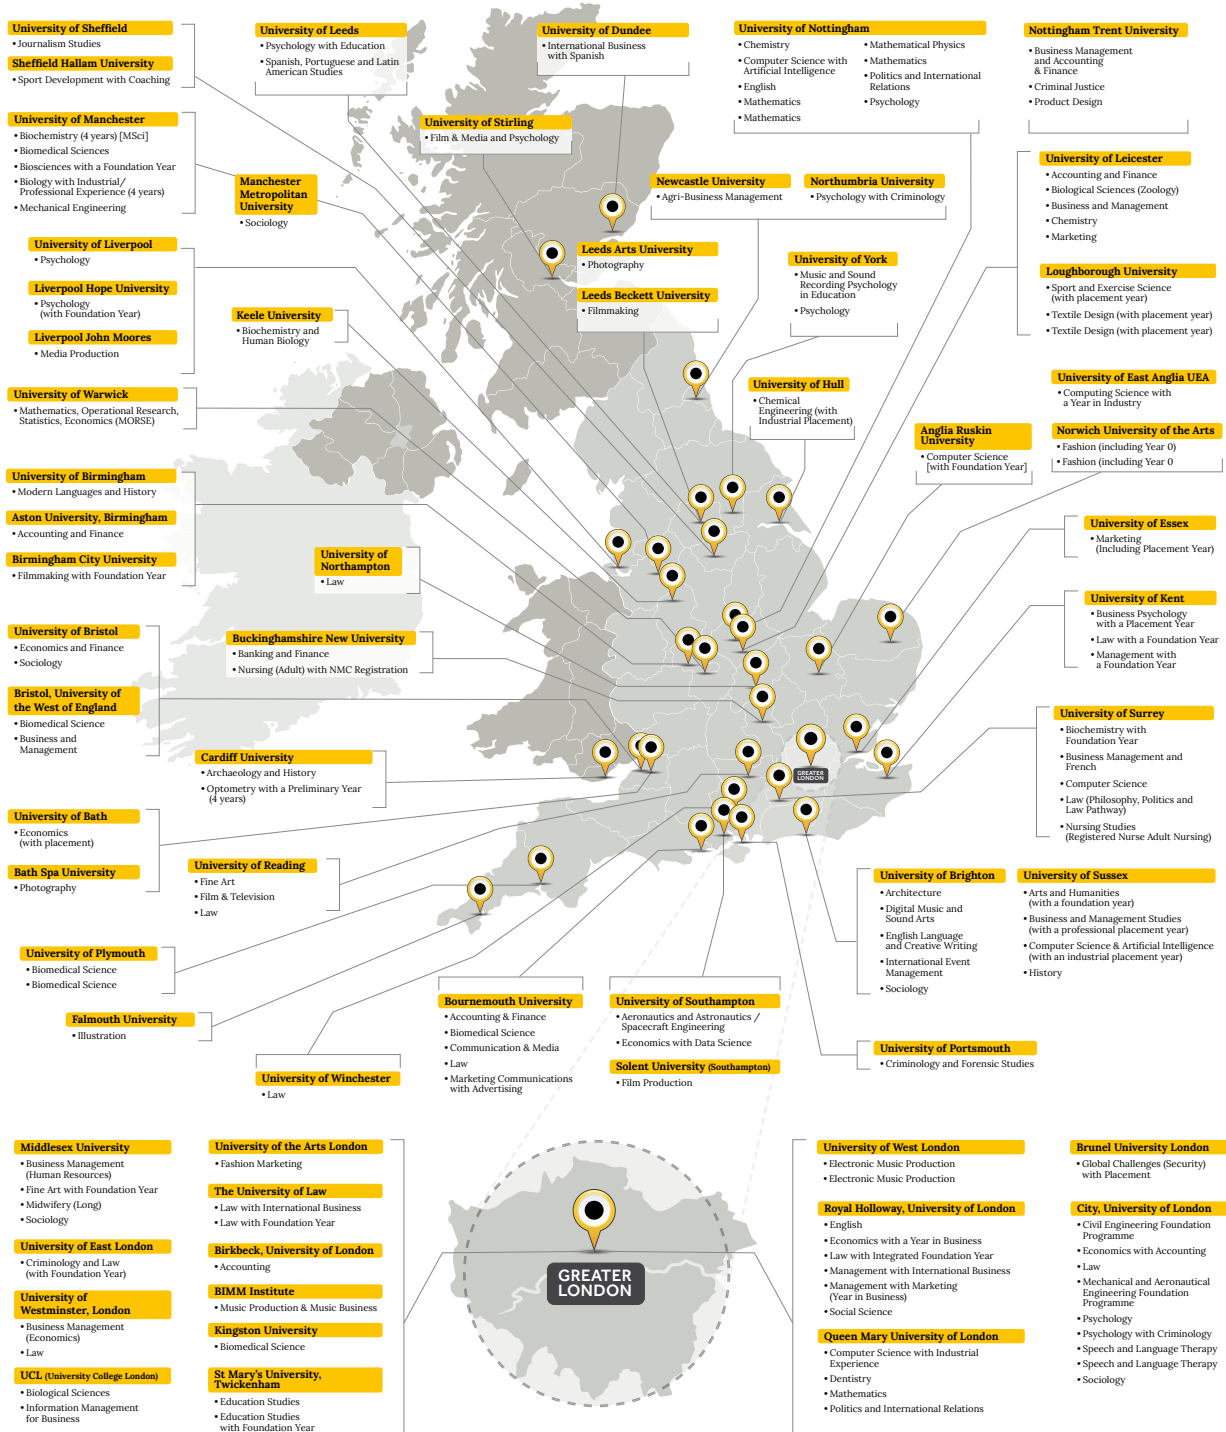 University of Sheffield
• Journalism Studies
Sheffield Hallam University
• Sport Development with Coaching
University of Leeds
• Psychology with Education
• Spanish, Portuguese and Latin
American Studies
University of Dundee
• International Business
with Spanish
University of Nottingham
• Chemistry
• Computer Science with
Artificial Intelligence
• English
• Mathematics
• Mathematics
• Mathematical Physics
• Mathematics
• Politics and International
Relations
• Psychology
Nottingham Trent University
• Business Management
and Accounting
& Finance
• Criminal Justice
• Product Design
University of Manchester
• Biochemistry (4 years) [MSci]
• Biomedical Sciences
• Biosciences with a Foundation Year
• Biology with Industrial/
Professional Experience (4 years)
• Mechanical Engineering
University of Stirling
• Film & Media and Psychology
Manchester
Metropolitan
University
• Sociology
Newcastle University
• Agri-Business Management
Northumbria University
• Psychology with Criminology
University of Leicester
• Accounting and Finance
• Biological Sciences (Zoology)
• Business and Management
• Chemistry
• Marketing
University of Liverpool
• Psychology
Liverpool Hope University
• Psychology
(with Foundation Year)
Liverpool John Moores
• Media Production
Leeds Arts University
• Photography
Leeds Beckett University
• Filmmaking
University of York
• Music and Sound
Recording Psychology
in Education
• Psychology
Loughborough University
• Sport and Exercise Science
(with placement year)
• Textile Design (with placement year)
• Textile Design (with placement year)
Keele University
• Biochemistry and
Human Biology
University of Warwick
• Mathematics, Operational Research,
Statistics, Economics (MORSE)
University of Hull
• Chemical
Engineering (with
Industrial Placement)
University of East Anglia UEA
• Computing Science with
a Year in Industry
Anglia Ruskin
University
• Computer Science
[with Foundation Year]
Norwich University of the Arts
• Fashion (including Year 0)
• Fashion (including Year 0
University of Birmingham
• Modern Languages and History
Aston University, Birmingham
• Accounting and Finance
Birmingham City University
• Filmmaking with Foundation Year
University of
Northampton
• Law
University of Essex
• Marketing
(Including Placement Year)
University of Kent
• Business Psychology
with a Placement Year
• Law with a Foundation Year
• Management with
a Foundation Year
University of Bristol
• Economics and Finance
• Sociology
Buckinghamshire New University
• Banking and Finance
• Nursing (Adult) with NMC Registration
Bristol, University of
the West of England
• Biomedical Science
• Business and
Management
Cardiff University
• Archaeology and History
• Optometry with a Preliminary Year
(4 years)
GREATER
LONDON
University of Surrey
• Biochemistry with
Foundation Year
• Business Management and
French
• Computer Science
• Law (Philosophy, Politics and
Law Pathway)
• Nursing Studies
(Registered Nurse Adult Nursing)
University of Bath
• Economics
(with placement)
Bath Spa University
• Photography
University of Reading
• Fine Art
• Film & Television
• Law
University of Brighton
• Architecture
• Digital Music and
Sound Arts
• English Language
and Creative Writing
• International Event
Management
• Sociology
University of Sussex
• Arts and Humanities
(with a foundation year)
• Business and Management Studies
(with a professional placement year)
• Computer Science & Artificial Intelligence
(with an industrial placement year)
• History
University of Plymouth
• Biomedical Science
• Biomedical Science
Falmouth University
• Illustration
University of Winchester
• Law
Bournemouth University
• Accounting & Finance
• Biomedical Science
• Communication & Media
• Law
• Marketing Communications
with Advertising
University of Southampton
• Aeronautics and Astronautics /
Spacecraft Engineering
• Economics with Data Science
Solent University (Southampton)
• Film Production
University of Portsmouth
• Criminology and Forensic Studies
Middlesex University
• Business Management
(Human Resources)
• Fine Art with Foundation Year
• Midwifery (Long)
• Sociology
University of East London
• Criminology and Law
(with Foundation Year)
University of
Westminster, London
• Business Management
(Economics)
• Law
UCL (University College London)
• Biological Sciences
• Information Management
for Business
University of the Arts London
• Fashion Marketing
The University of Law
• Law with International Business
• Law with Foundation Year
Birkbeck, University of London
• Accounting
BIMM Institute
• Music Production & Music Business
Kingston University
• Biomedical Science
St Mary's University,
Twickenham
• Education Studies
• Education Studies
with Foundation Year
GREATER
LONDON
University of West London
• Electronic Music Production
• Electronic Music Production
Royal Holloway, University of London
• English
• Economics with a Year in Business
• Law with Integrated Foundation Year
• Management with International Business
• Management with Marketing
(Year in Business)
• Social Science
Queen Mary University of London
• Computer Science with Industrial
Experience
• Dentistry
• Mathematics
• Politics and International Relations
Brunel University London
• Global Challenges (Security)
with Placement
City, University of London
• Civil Engineering Foundation
Programme
• Economics with Accounting
• Law
• Mechanical and Aeronautical
Engineering Foundation
Programme
• Psychology
• Psychology with Criminology
• Speech and Language Therapy
• Speech and Language Therapy
• Sociology